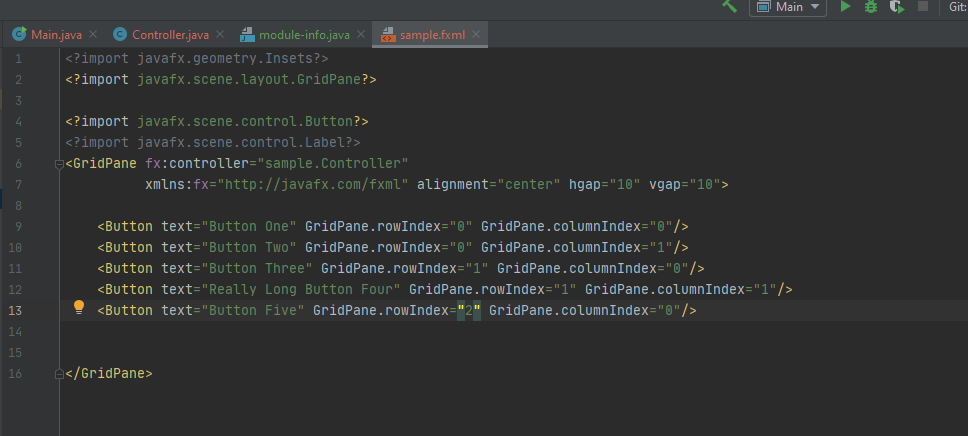 Main Git:
Main.java Controller.java module-info.java sample.fxml
1 <?import javafx.geometry.Insets?>
2 <?import javafx.scene.layout.GridPane?>
3
4 <?import javafx.scene.control.Button?>
5 <?import javafx.scene.control.Label?>
6 <GridPane fx:controller="sample.Controller"
7 xmlns:fx="http://javafx.com/fxml" alignment="center" hgap="10" vgap="10">
8
9 <Button text="Button One" GridPane.rowIndex="0" GridPane.columnIndex="0"/>
10 <Button text="Button Two" GridPane.rowIndex="0" GridPane.columnIndex="1"/>
11 <Button text="Button Three" GridPane.rowIndex="1" GridPane.columnIndex="0"/>
12 <Button text="Really Long Button Four" GridPane.rowIndex="1" GridPane.columnIndex="1"/>
13 <Button text="Button Five" GridPane.rowIndex="2" GridPane.columnIndex="0"/>
14
15
16 </GridPane>